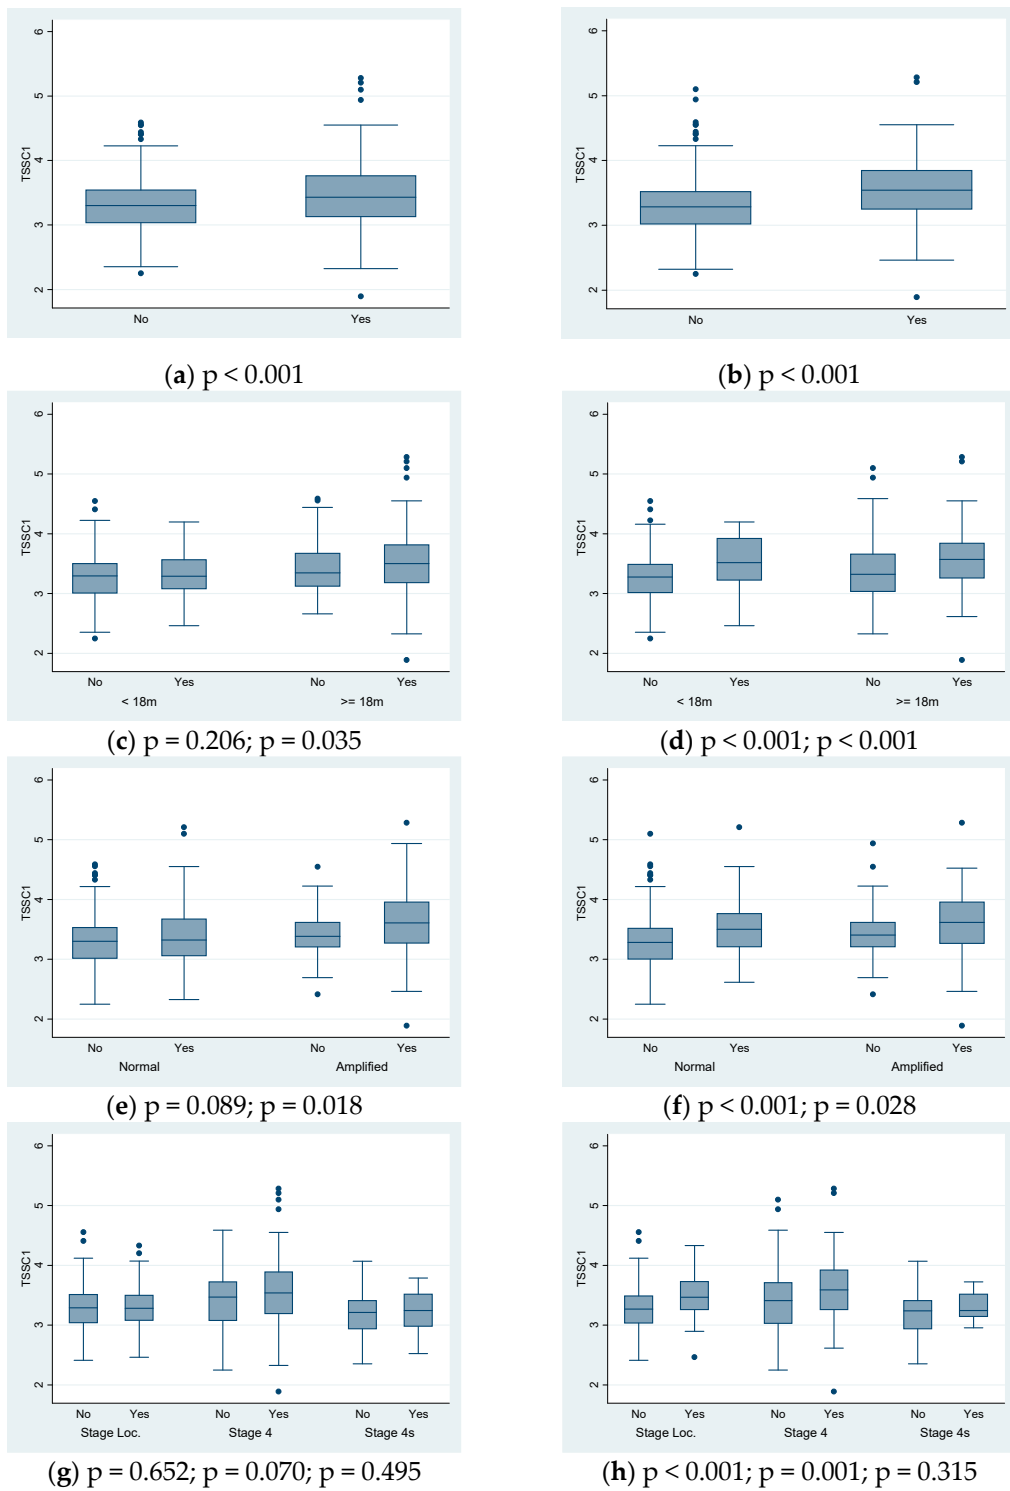 6
5
4
3
2
TSSC1
No Yes
6
5
4
3
2
TSSC1
No Yes
(a) p < 0.001
(b) p < 0.001
6
5
4
3
2
TSSC1
No Yes No Yes
< 18m >= 18m
6
5
4
3
2
TSSC1
No Yes No Yes
< 18m >= 18m
(c) p = 0.206; p = 0.035
(d) p < 0.001; p < 0.001
6
5
4
3
2
TSSC1
No Yes No Yes
Normal Amplified
6
5
4
3
2
TSSC1
No Yes No Yes
Normal Amplified
(e) p = 0.089; p = 0.018
(f) p < 0.001; p = 0.028
6
5
4
3
2
TSSC1
No Yes No Yes No Yes
Stage Loc. Stage 4 Stage 4s
6
5
4
3
2
TSSC1
No Yes No Yes No Yes
Stage Loc. Stage 4 Stage 4s
(g) p = 0.652; p = 0.070; p = 0.495
(h) p < 0.001; p = 0.001; p = 0.315